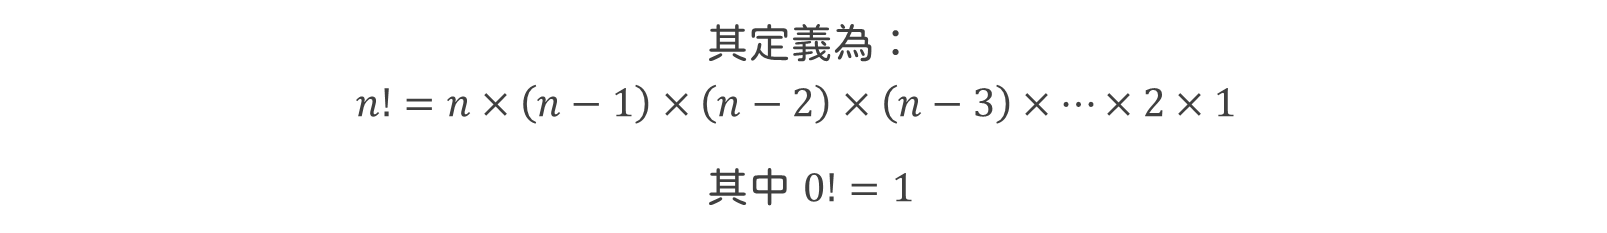 其定義為：
n! = n × (n − 1) × (n − 2) × (n − 3) × ⋯ × 2 × 1
其中 0! = 1